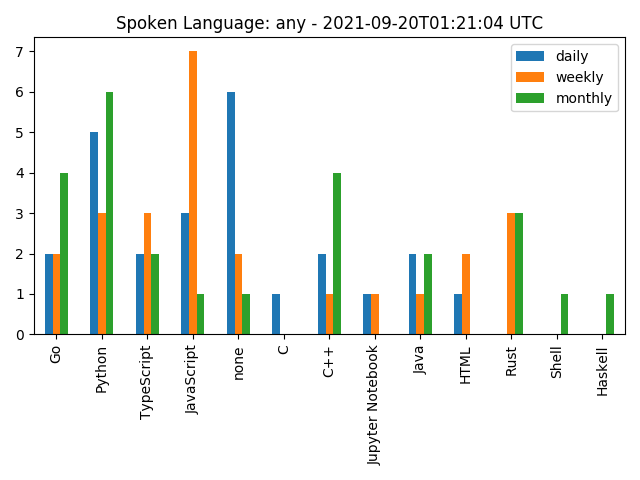 Spoken Language: any - 2021-09-20T01:21:04 UTC
daily
weekly
monthly
7
6
5
4
3
2
1
0
Go
Python
TypeScript
JavaScript
none
C
C++
Jupyter Notebook
Java
HTML
Rust
Shell
Haskell